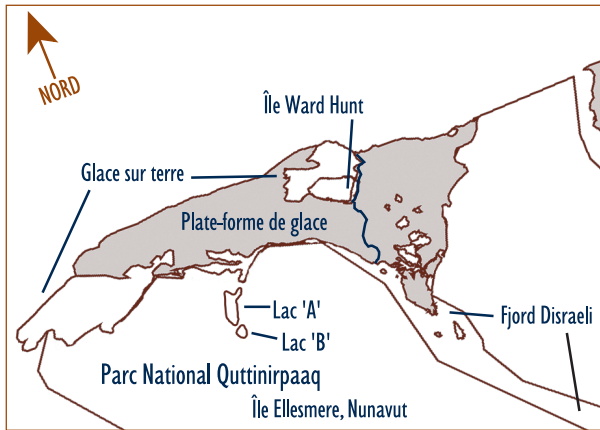 NORD
Île Ward Hunt
Glace sur terre
Plate-forme de glace
Lac 'A'
Fjord Disraeli
Lac 'B'
Parc National Quttinirpaaq
Île Ellesmere, Nunavut